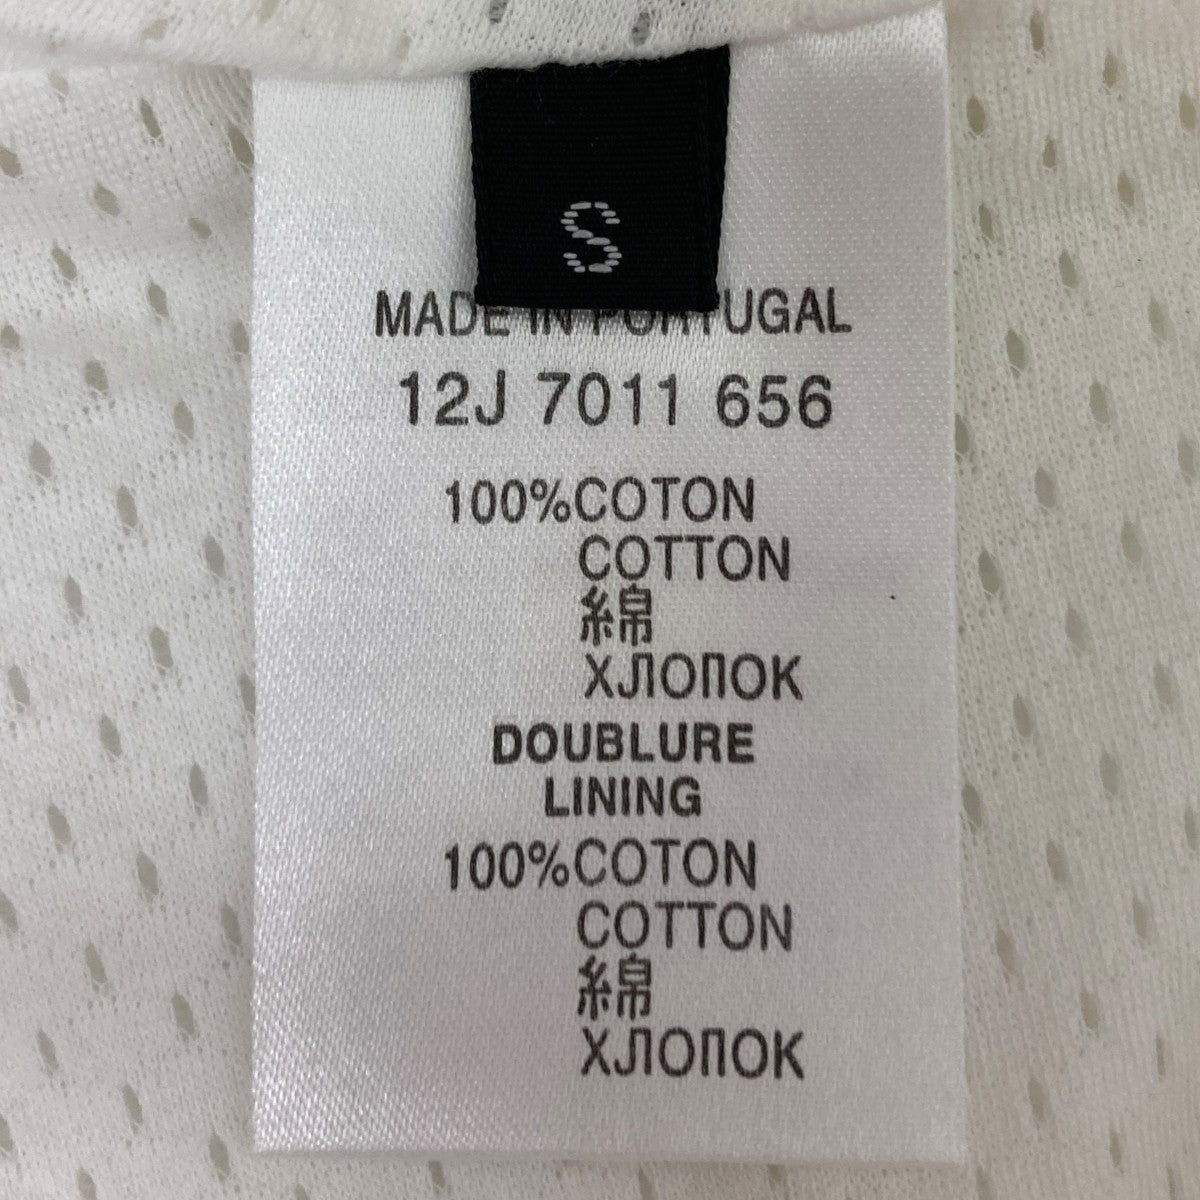 S
MADE IN PORTUGAL
12J 7011 656
100%COTON
COTTON
綿
ХЛОПОК
DOUBLURE
LINING
100%COTON
COTTON
綿
ХЛОПОК